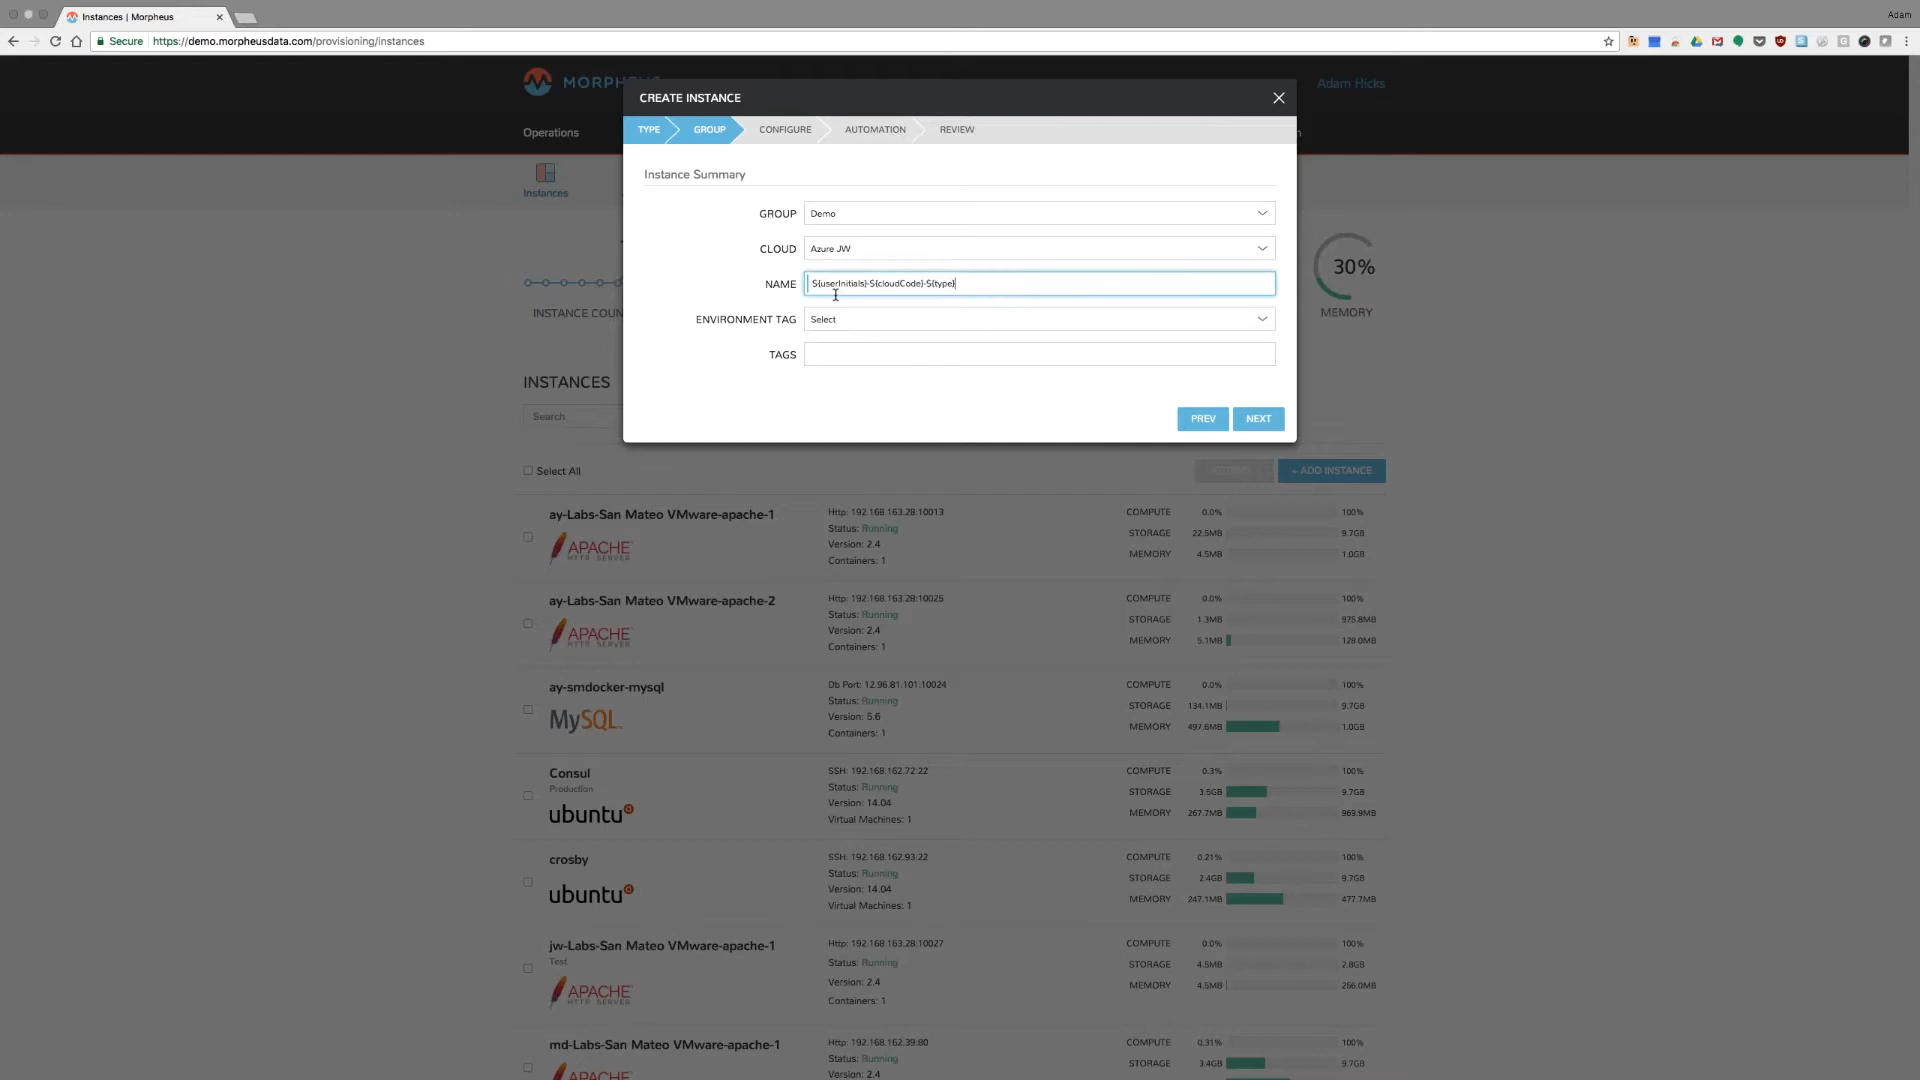 Instances | Morpheus
Adam
Secure
https://demo.morpheusdata.com/provisioning/instances
MORPHEUS
Adam Hicks
Operations
Instances
CREATE INSTANCE
TYPE
GROUP
CONFIGURE
AUTOMATION
REVIEW
Instance Summary
GROUP
Demo
CLOUD
Azure JW
NAME
${userInitials}-${cloudCode}-${type}
ENVIRONMENT TAG
Select
TAGS
PREV
NEXT
INSTANCE COUN
30%
MEMORY
INSTANCES
Search
Select All
ACTIONS
+ ADD INSTANCE
ay-Labs-San Mateo VMware-apache-1
APACHE
HTTP SERVER
Http: 192.168.163.28:10013
Status: Running
Version: 2.4
Containers: 1
COMPUTE 0.0% 100%
STORAGE 22.5MB 9.7GB
MEMORY 4.5MB 1.0GB
ay-Labs-San Mateo VMware-apache-2
APACHE
HTTP SERVER
Http: 192.168.163.28:10025
Status: Running
Version: 2.4
Containers: 1
COMPUTE 0.0% 100%
STORAGE 1.3MB 975.8MB
MEMORY 5.1MB 128.0MB
ay-smdocker-mysql
MySQL
Db Port: 12.96.81.101:10024
Status: Running
Version: 5.6
Containers: 1
COMPUTE 0.0% 100%
STORAGE 134.1MB 9.7GB
MEMORY 497.6MB 1.0GB
Consul
Production
ubuntu
SSH: 192.168.162.72:22
Status: Running
Version: 14.04
Virtual Machines: 1
COMPUTE 0.3% 100%
STORAGE 3.5GB 9.7GB
MEMORY 267.7MB 969.9MB
crosby
ubuntu
SSH: 192.168.162.93:22
Status: Running
Version: 14.04
Virtual Machines: 1
COMPUTE 0.21% 100%
STORAGE 2.4GB 9.7GB
MEMORY 247.1MB 477.7MB
jw-Labs-San Mateo VMware-apache-1
Test
APACHE
HTTP SERVER
Http: 192.168.163.28:10027
Status: Running
Version: 2.4
Containers: 1
COMPUTE 0.0% 100%
STORAGE 4.5MB 2.8GB
MEMORY 4.5MB 256.0MB
md-Labs-San Mateo VMware-apache-1
APACHE
Http: 192.168.162.39:80
Status: Running
Version: 2.4
COMPUTE 0.31% 100%
STORAGE 3.4GB 9.7GB